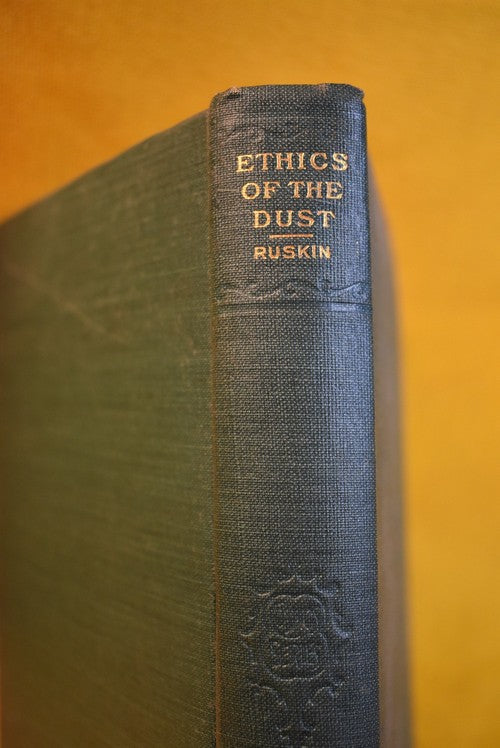 ETHICS
OF THE
DUST
RUSKIN